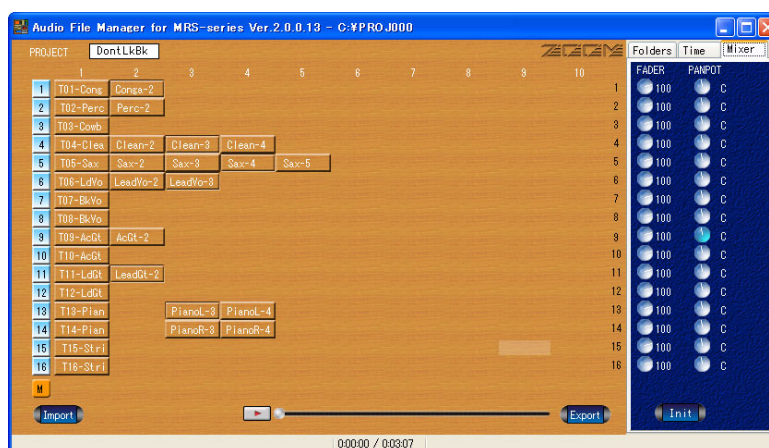 Audio File Manager for MRS-series Ver.2.0.0.13 - C:¥PROJ000
PROJECT DontLkBk ZOOM Folders Time Mixer
1 2 3 4 5 6 7 8 9 10 FADER PANPOT
1 T01-Cong Conga-2 1 100 C
2 T02-Perc Perc-2 2 100 C
3 T03-Cowb 3 100 C
4 T04-Clea Clean-2 Clean-3 Clean-4 4 100 C
5 T05-Sax Sax-2 Sax-3 Sax-4 Sax-5 5 100 C
6 T06-LdVo LeadVo-2 LeadVo-3 6 100 C
7 T07-BkVo 7 100 C
8 T08-BkVo 8 100 C
9 T09-AcGt AcGt-2 9 100 C
10 T10-AcGt 10 100 C
11 T11-LdGt LeadGt-2 11 100 C
12 T12-LdGt 12 100 C
13 T13-Pian PianoL-3 PianoL-4 13 100 C
14 T14-Pian PianoR-3 PianoR-4 14 100 C
15 T15-Stri 15 100 C
16 T16-Stri 16 100 C
M
Import Export Init
0:00:00 / 0:03:07